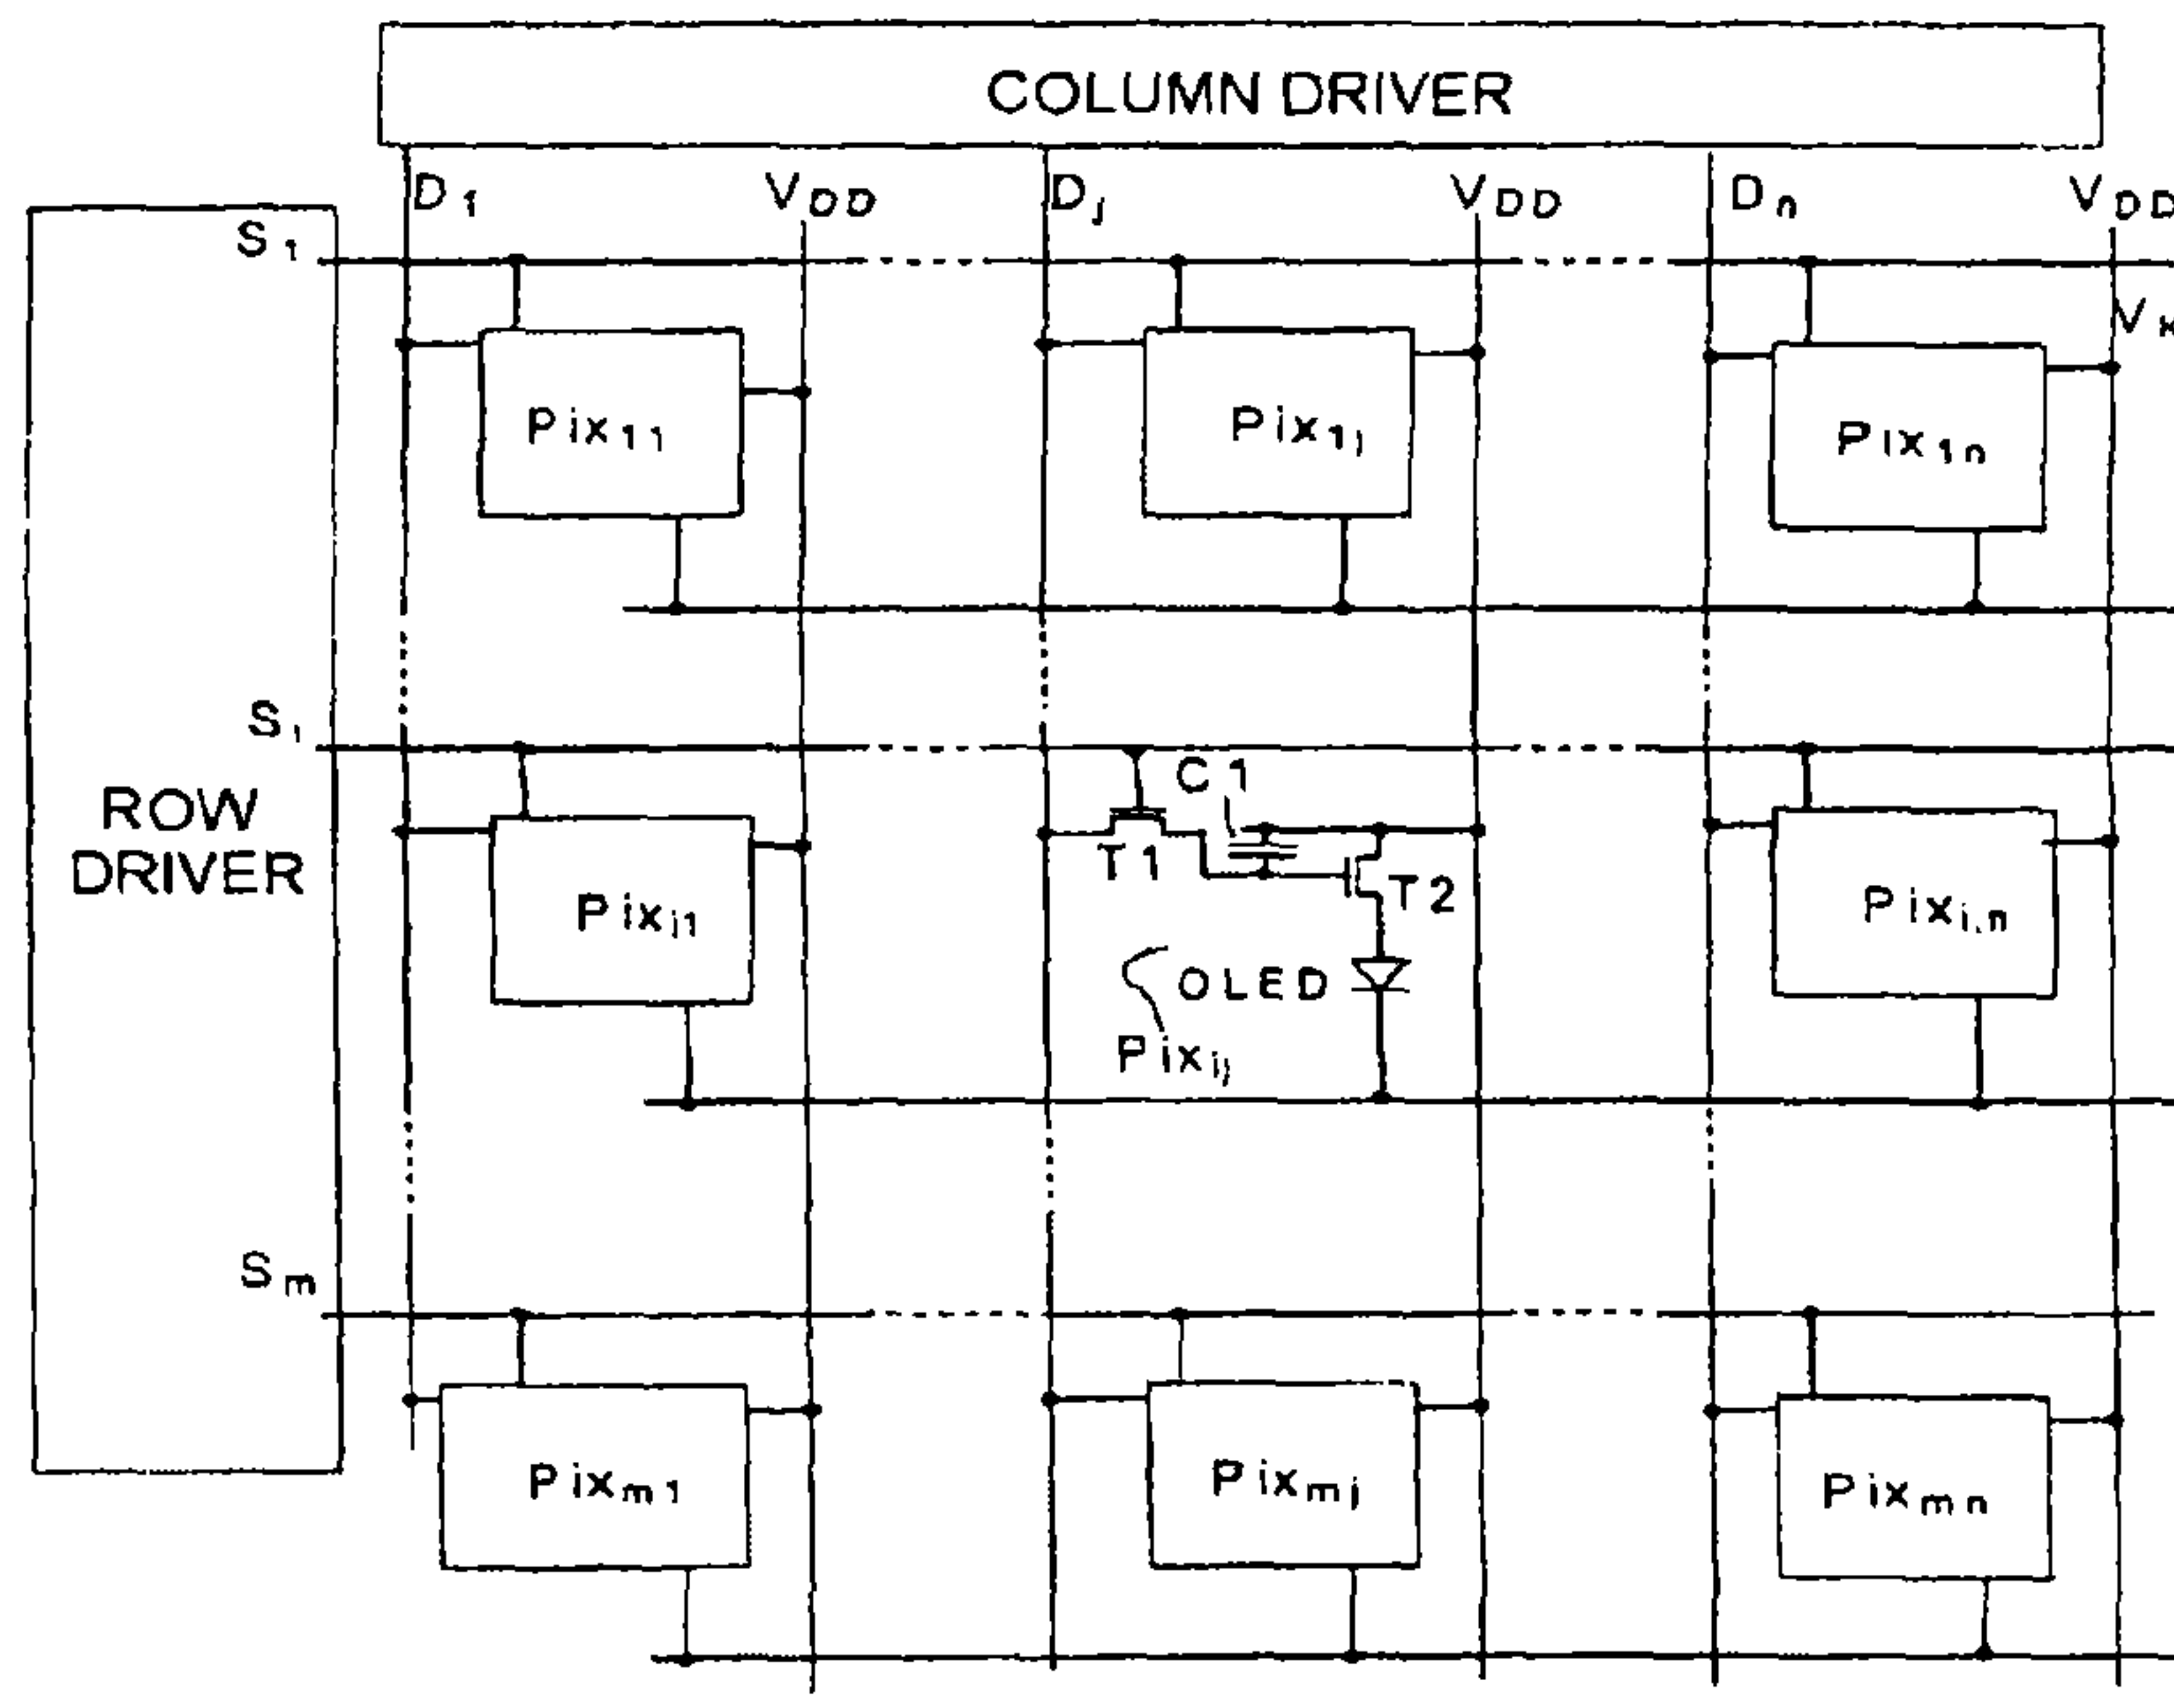 COLUMN DRIVER
D1 VDD Dj VDD Dn VDD
S1
Pix11 Pix1j Pix1n
Si
C1
ROW
DRIVER
T1 T2
Pixi1 Pixi,n
OLED
Pixij
Sm
Pixm1 Pixmj Pixmn